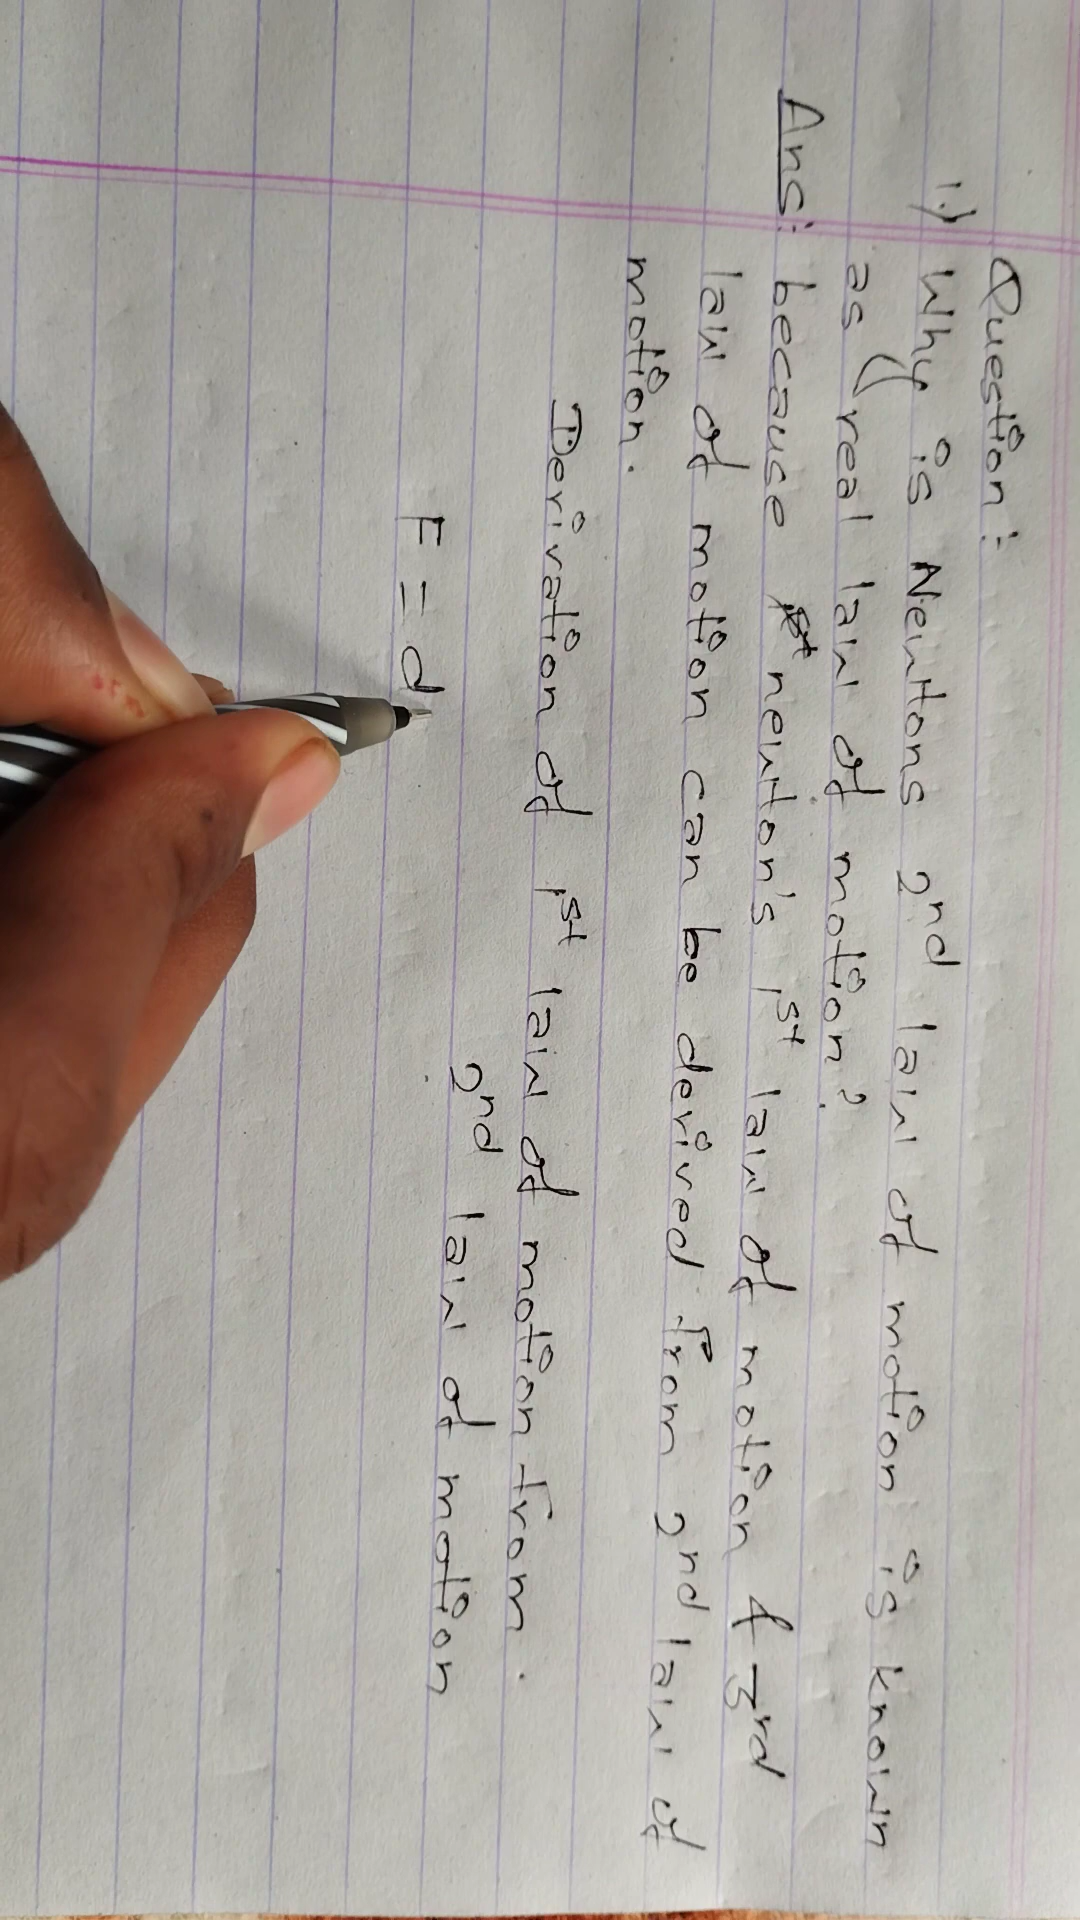 Question:
1.) Why is Newtons 2nd law of motion is known
as real law of motion?
Ans: because newton's 1st law of motion & 3rd
law of motion can be derived from 2nd law of
motion.
Derivation of 1st law of motion from.
2nd law of motion
F = d